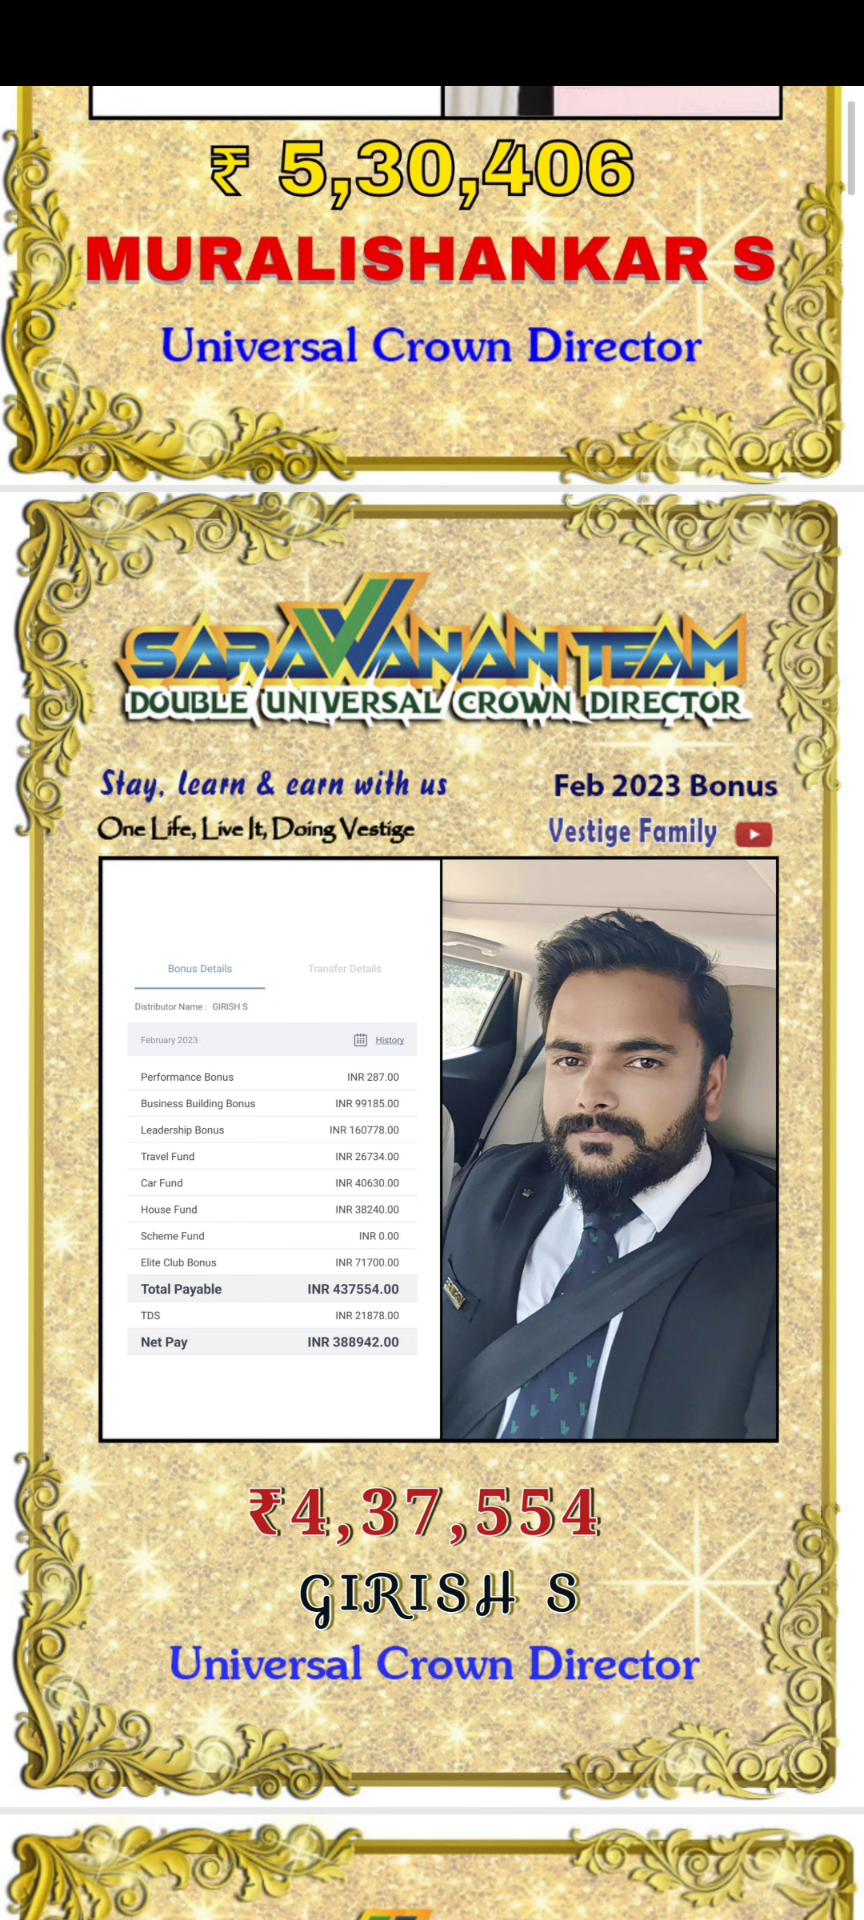 ₹ 5,30,406
MURALISHANKAR S
Universal Crown Director
SARAWANAN TEAM
DOUBLE UNIVERSAL CROWN DIRECTOR
Stay, learn & earn with us
Feb 2023 Bonus
One Life, Live It, Doing Vestige
Vestige Family
Bonus Details Transfer Details
Distributor Name : GIRISH S
February 2023 History
Performance Bonus INR 287.00
Business Building Bonus INR 99185.00
Leadership Bonus INR 160778.00
Travel Fund INR 26734.00
Car Fund INR 40630.00
House Fund INR 38240.00
Scheme Fund INR 0.00
Elite Club Bonus INR 71700.00
Total Payable INR 437554.00
TDS INR 21878.00
Net Pay INR 388942.00
₹4,37,554
GIRISH S
Universal Crown Director